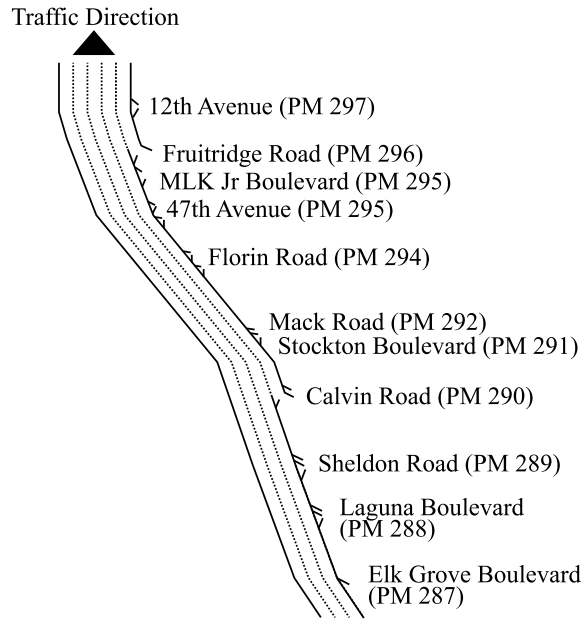 Traffic Direction
12th Avenue (PM 297)
Fruitridge Road (PM 296)
MLK Jr Boulevard (PM 295)
47th Avenue (PM 295)
Florin Road (PM 294)
Mack Road (PM 292)
Stockton Boulevard (PM 291)
Calvin Road (PM 290)
Sheldon Road (PM 289)
Laguna Boulevard
(PM 288)
Elk Grove Boulevard
(PM 287)